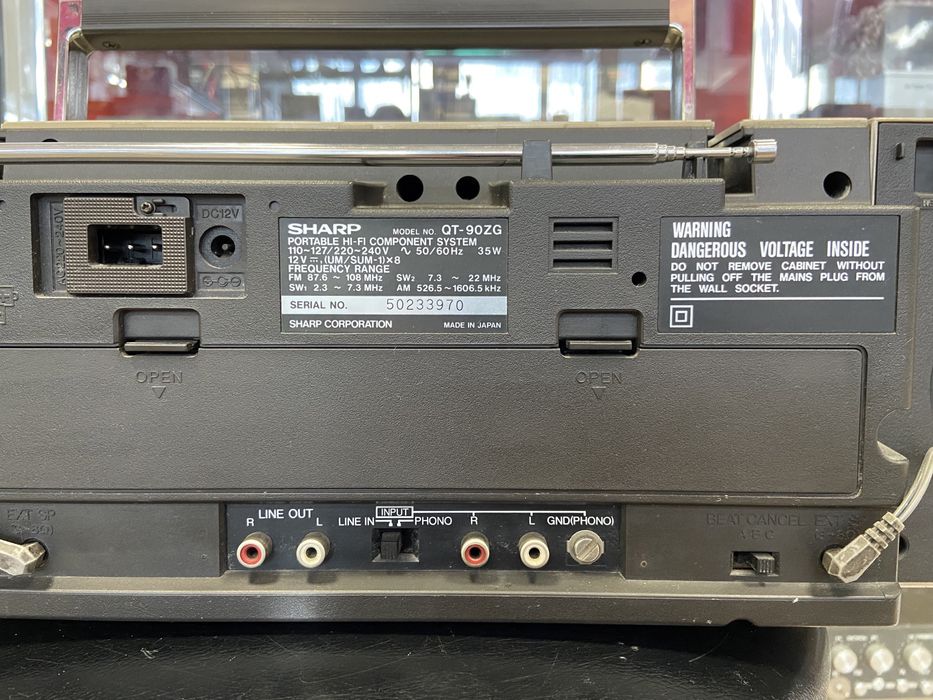 DC12V
SHARP MODEL NO. QT-90ZG
PORTABLE HI-FI COMPONENT SYSTEM
110~127/220~240V ∿ 50/60Hz 35W
12V ⎓ (UM/SUM-1)×8
FREQUENCY RANGE
FM 87.6 ~ 108 MHz SW2 7.3 ~ 22 MHz
SW1 2.3 ~ 7.3 MHz AM 526.5~1606.5 kHz
SERIAL NO. 50233970
SHARP CORPORATION MADE IN JAPAN
WARNING
DANGEROUS VOLTAGE INSIDE
DO NOT REMOVE CABINET WITHOUT
PULLING OFF THE MAINS PLUG FROM
THE WALL SOCKET.
OPEN
OPEN
EXT SP
LINE OUT
R L
INPUT
LINE IN PHONO
R L GND(PHONO)
BEAT CANCEL EXT
A B C